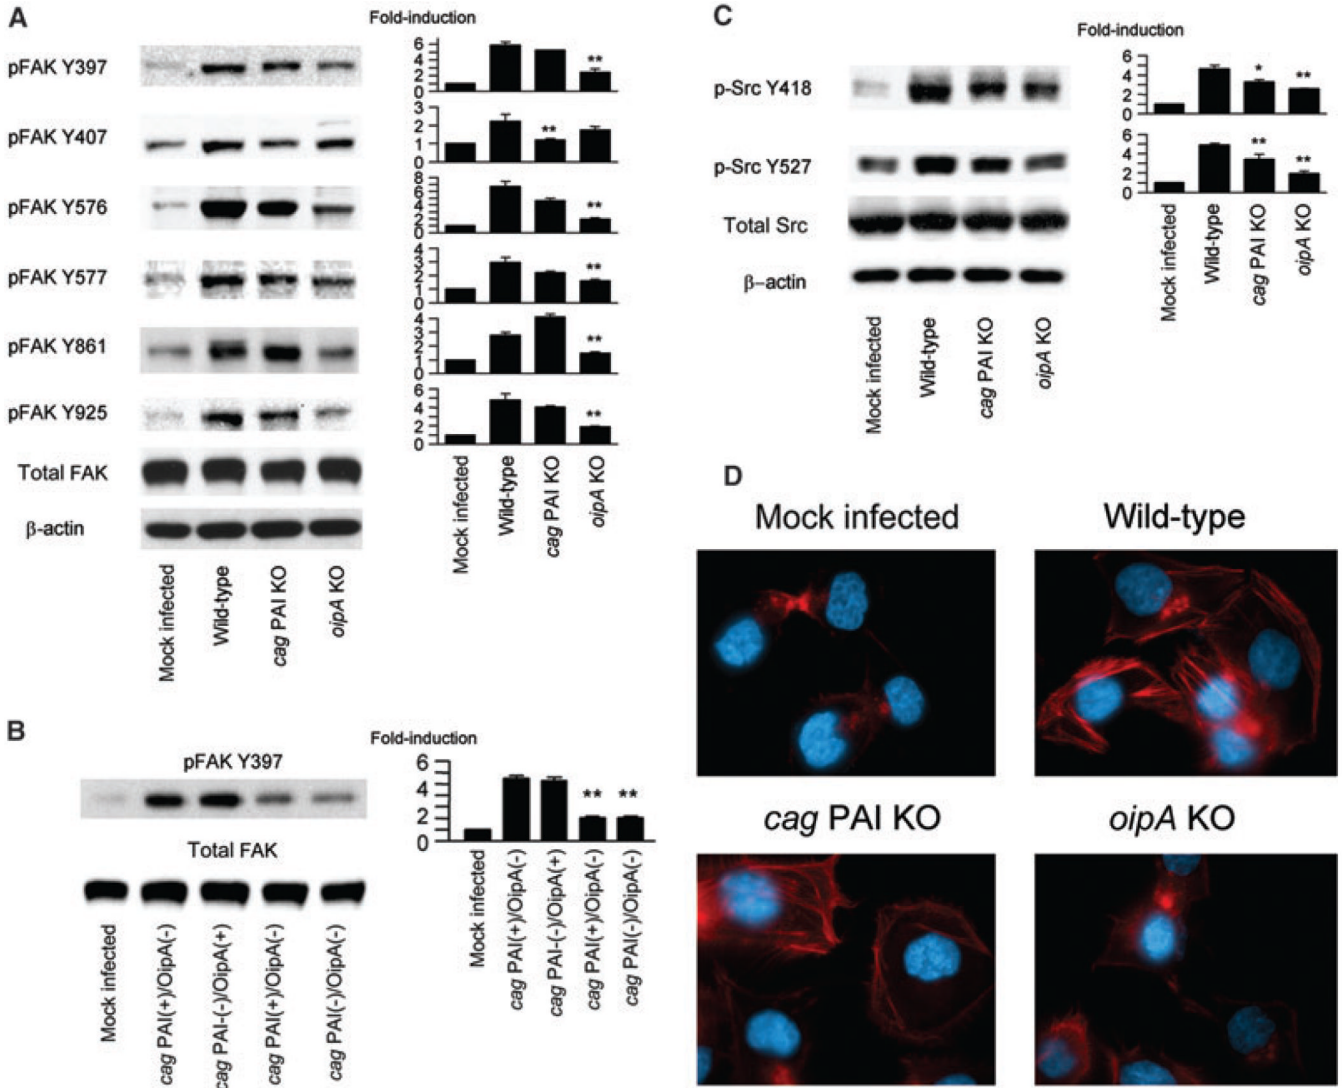 A
Fold-induction
pFAK Y397
6
4
2
0
**
pFAK Y407
3
2
1
0
**
pFAK Y576
8
6
4
2
0
**
pFAK Y577
4
3
2
1
0
**
pFAK Y861
4
3
2
1
0
**
pFAK Y925
6
4
2
0
**
Total FAK
β-actin
Mock infected
Wild-type
cag PAI KO
oipA KO
Mock infected
Wild-type
cag PAI KO
oipA KO
B
Fold-induction
pFAK Y397
6
4
2
0
** **
Total FAK
Mock infected
cag PAI(+)/OipA(-)
cag PAI-(-)/OipA(+)
cag PAI(+)/OipA(-)
cag PAI(-)/OipA(-)
Mock infected
cag PAI(+)/OipA(-)
cag PAI-(-)/OipA(+)
cag PAI(+)/OipA(-)
cag PAI(-)/OipA(-)
C
Fold-induction
p-Src Y418
6
4
2
0
* **
p-Src Y527
6
4
2
0
** **
Total Src
β-actin
Mock infected
Wild-type
cag PAI KO
oipA KO
Mock infected
Wild-type
cag PAI KO
oipA KO
D
Mock infected
Wild-type
cag PAI KO
oipA KO